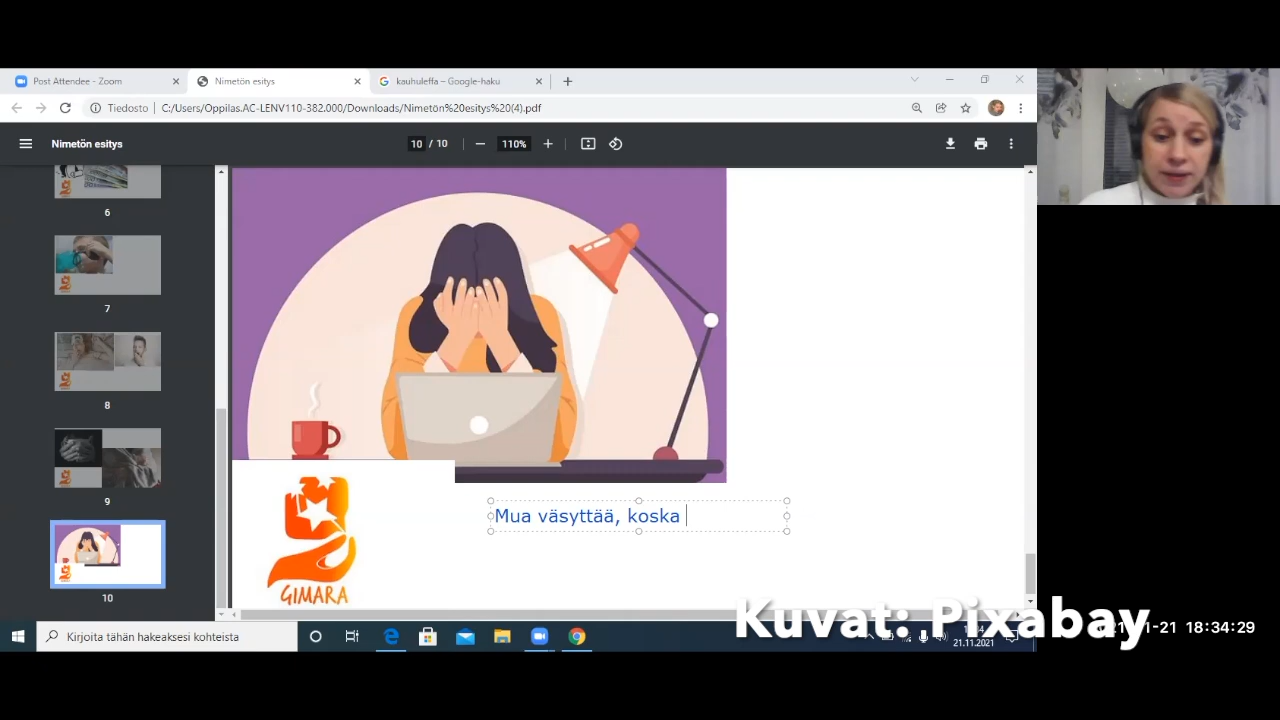 Post Attendee - Zoom
Nimetön esitys
kauhuleffa – Google-haku
Tiedosto
C:/Users/Oppilas.AC-LENV110-382.000/Downloads/Nimetön%20esitys%20(4).pdf
Nimetön esitys
10 / 10
110%
6
7
8
9
10
GIMARA
Mua väsyttää, koska
Kuvat: Pixabay
Kirjoita tähän hakeaksesi kohteista
21.11.2021
18:34:29